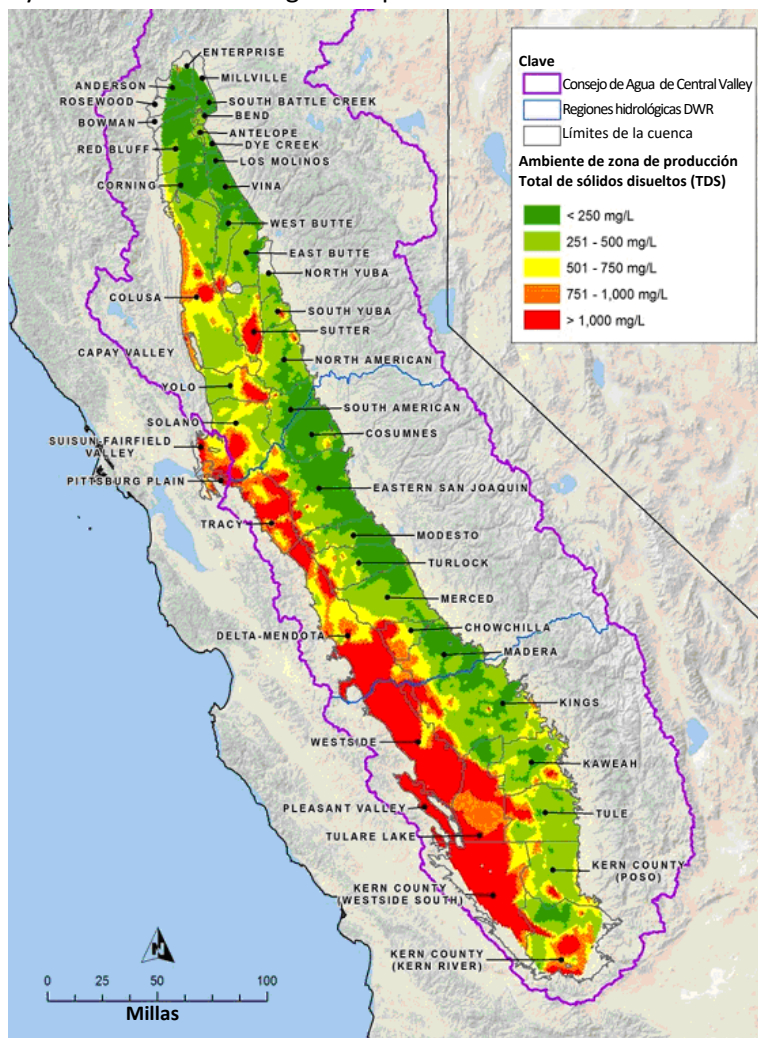 Clave
Consejo de Agua de Central Valley
Regiones hidrológicas DWR
Límites de la cuenca
Ambiente de zona de producción
Total de sólidos disueltos (TDS)
< 250 mg/L
251 - 500 mg/L
501 - 750 mg/L
751 - 1,000 mg/L
> 1,000 mg/L
ENTERPRISE
ANDERSON
MILLVILLE
ROSEWOOD
SOUTH BATTLE CREEK
BOWMAN
BEND
ANTELOPE
RED BLUFF
DYE CREEK
LOS MOLINOS
CORNING
VINA
WEST BUTTE
EAST BUTTE
NORTH YUBA
COLUSA
SOUTH YUBA
SUTTER
CAPAY VALLEY
NORTH AMERICAN
YOLO
SOUTH AMERICAN
SOLANO
COSUMNES
SUISUN-FAIRFIELD
VALLEY
PITTSBURG PLAIN
EASTERN SAN JOAQUIN
TRACY
MODESTO
TURLOCK
MERCED
DELTA-MENDOTA
CHOWCHILLA
MADERA
KINGS
WESTSIDE
KAWEAH
PLEASANT VALLEY
TULE
TULARE LAKE
KERN COUNTY
(POSO)
KERN COUNTY
(WESTSIDE SOUTH)
KERN COUNTY
(KERN RIVER)
N
0 25 50 100
Millas